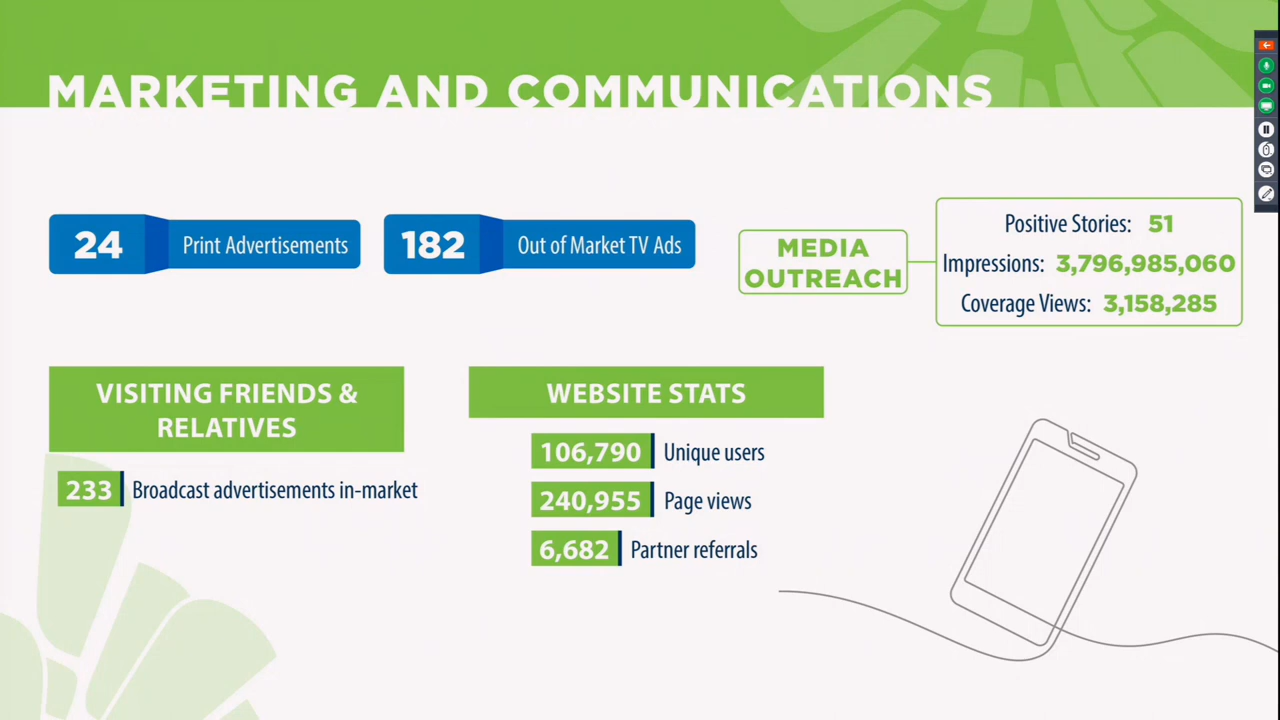 MARKETING AND COMMUNICATIONS
24 Print Advertisements
182 Out of Market TV Ads
MEDIA
OUTREACH
Positive Stories: 51
Impressions: 3,796,985,060
Coverage Views: 3,158,285
VISITING FRIENDS &
RELATIVES
233 Broadcast advertisements in-market
WEBSITE STATS
106,790 Unique users
240,955 Page views
6,682 Partner referrals